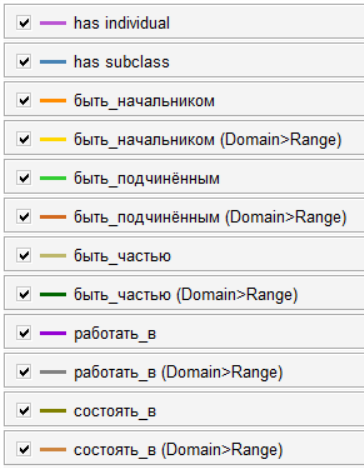 has individual
has subclass
быть_начальником
быть_начальником (Domain>Range)
быть_подчинённым
быть_подчинённым (Domain>Range)
быть_частью
быть_частью (Domain>Range)
работать_в
работать_в (Domain>Range)
состоять_в
состоять_в (Domain>Range)